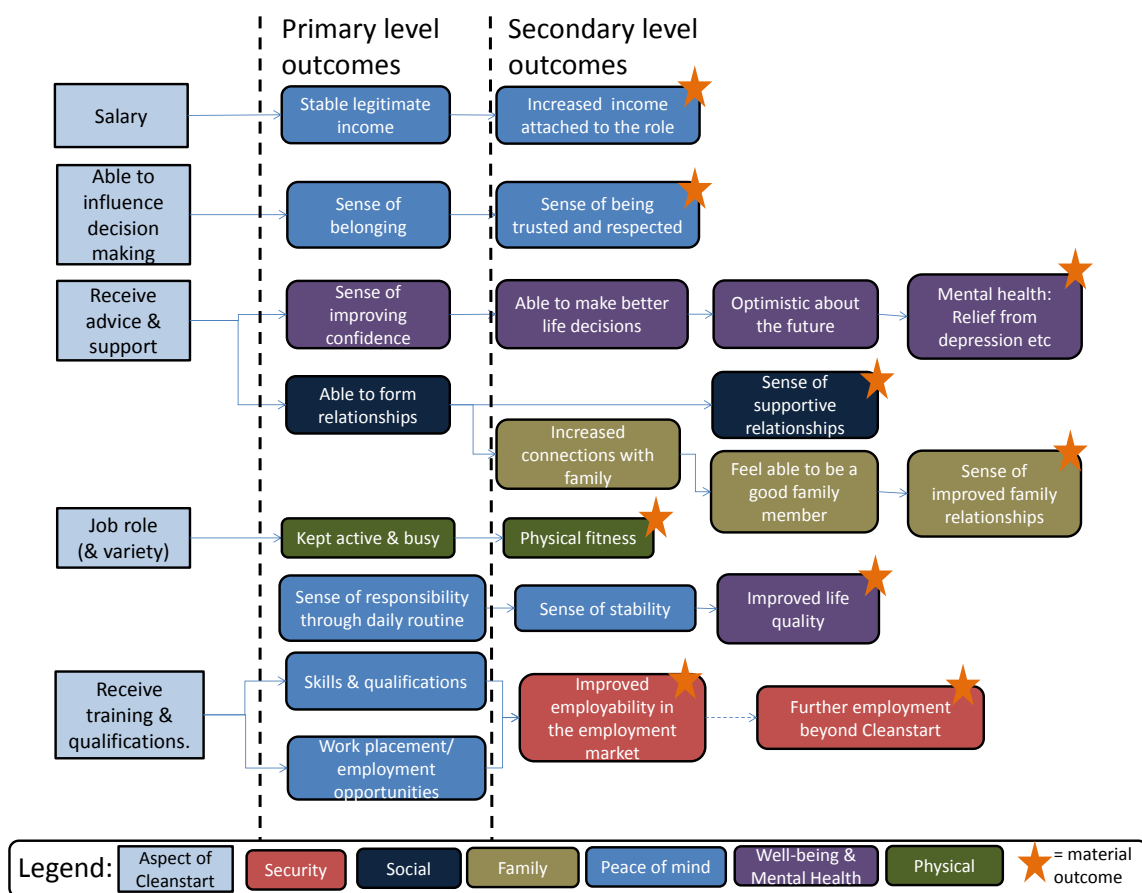 Primary level
outcomes
Secondary level
outcomes
Salary
Stable legitimate
income
Increased income
attached to the role
Able to
influence
decision
making
Sense of
belonging
Sense of being
trusted and respected
Receive
advice &
support
Sense of
improving
confidence
Able to make better
life decisions
Optimistic about
the future
Mental health:
Relief from
depression etc
Able to form
relationships
Sense of
supportive
relationships
Increased
connections with
family
Feel able to be a
good family
member
Sense of
improved family
relationships
Job role
(& variety)
Kept active & busy
Physical fitness
Sense of responsibility
through daily routine
Sense of stability
Improved life
quality
Receive
training &
qualifications.
Skills & qualifications
Work placement/
employment
opportunities
Improved
employability in
the employment
market
Further employment
beyond Cleanstart
Legend:
Aspect of
Cleanstart
Security
Social
Family
Peace of mind
Well-being &
Mental Health
Physical
= material
outcome